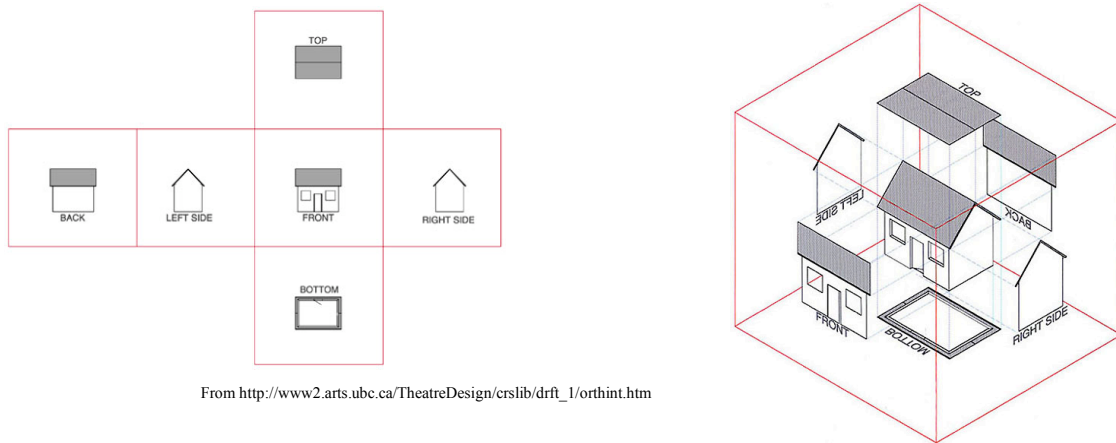 TOP
BACK
LEFT SIDE
FRONT
RIGHT SIDE
BOTTOM
From http://www2.arts.ubc.ca/TheatreDesign/crslib/drft_1/orthint.htm
TOP
LEFT SIDE
BACK
FRONT
BOTTOM
RIGHT SIDE